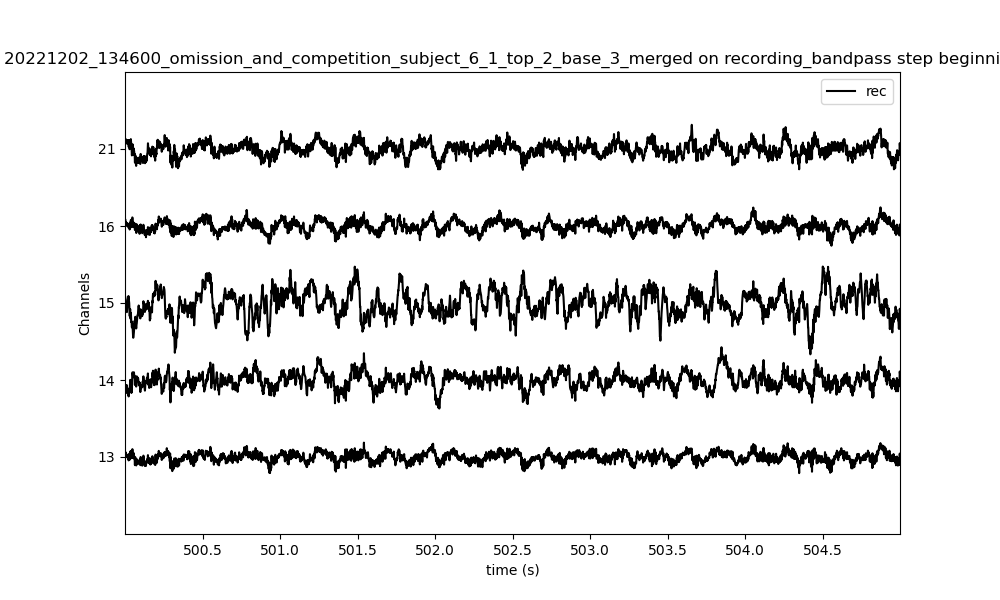 20221202_134600_omission_and_competition_subject_6_1_top_2_base_3_merged on recording_bandpass step beginni
rec
21
16
15
14
13
Channels
500.5 501.0 501.5 502.0 502.5 503.0 503.5 504.0 504.5
time (s)